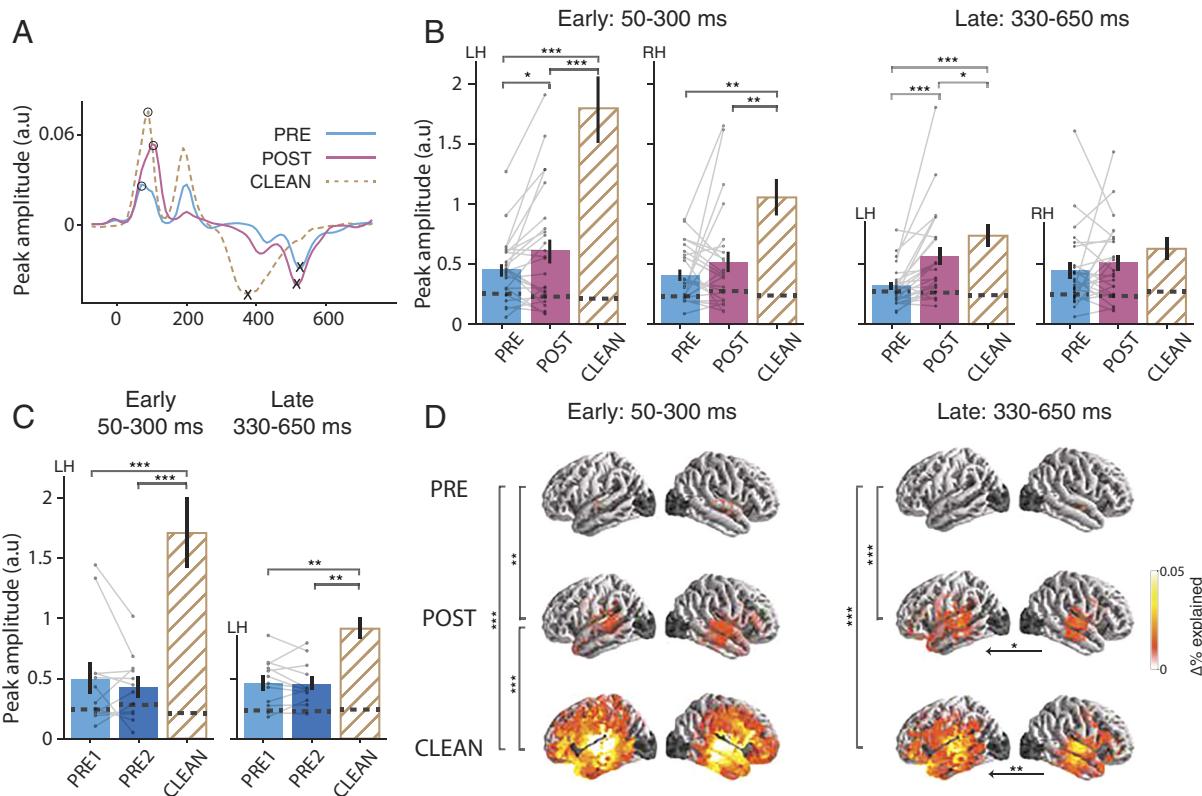 A
Peak amplitude (a.u)
0.06
0
0
200
400
600
PRE
POST
CLEAN
X
X
X
B
Early: 50-300 ms
Late: 330-650 ms
Peak amplitude (a.u)
LH
2
1.5
1
0.5
0
***
*
***
PRE
POST
CLEAN
RH
**
**
PRE
POST
CLEAN
LH
***
***
*
PRE
POST
CLEAN
RH
PRE
POST
CLEAN
C
Early
50-300 ms
Late
330-650 ms
Peak amplitude (a.u)
LH
2
1.5
1
0.5
0
***
***
PRE1
PRE2
CLEAN
LH
**
**
PRE1
PRE2
CLEAN
D
Early: 50-300 ms
Late: 330-650 ms
PRE
POST
CLEAN
***
**
***
***
***
*
**
0.05
0
Δ% explained